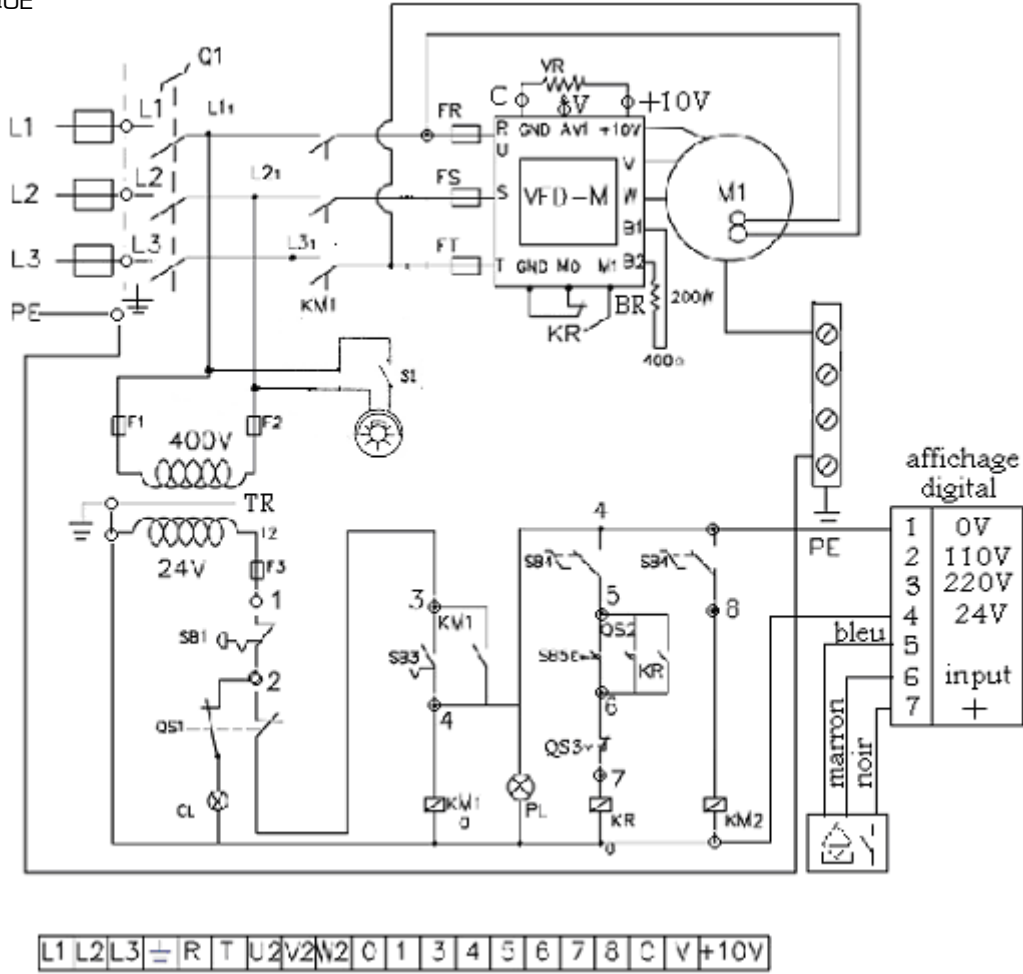 Q1
L1 L1 L1₁
L2 L2 L2₁
L3 L3 L3₁
PE
KM1
FR
FS
FT
VR
C V +10V
R GND AVI +10V
U
S VFD-M V
W
B1
T GND M0 M1 B2
KR BR 200W
400Ω
M1
S1
F1 F2
400V
TR
24V 12
F3
1
SB1
2
QS1
CL
3 KM1
SB3
4
KM1
0
PL
4
SB4 SB4
5
QS2
SB5E KR
6
QS3
7
KR
0
8
KM2
PE
affichage
digital
1 0V
2 110V
3 220V
4 24V
5
6 input
7 +
bleu
marron
noir
L1 L2 L3 R T U2 V2 W2 0 1 3 4 5 6 7 8 C V +10V